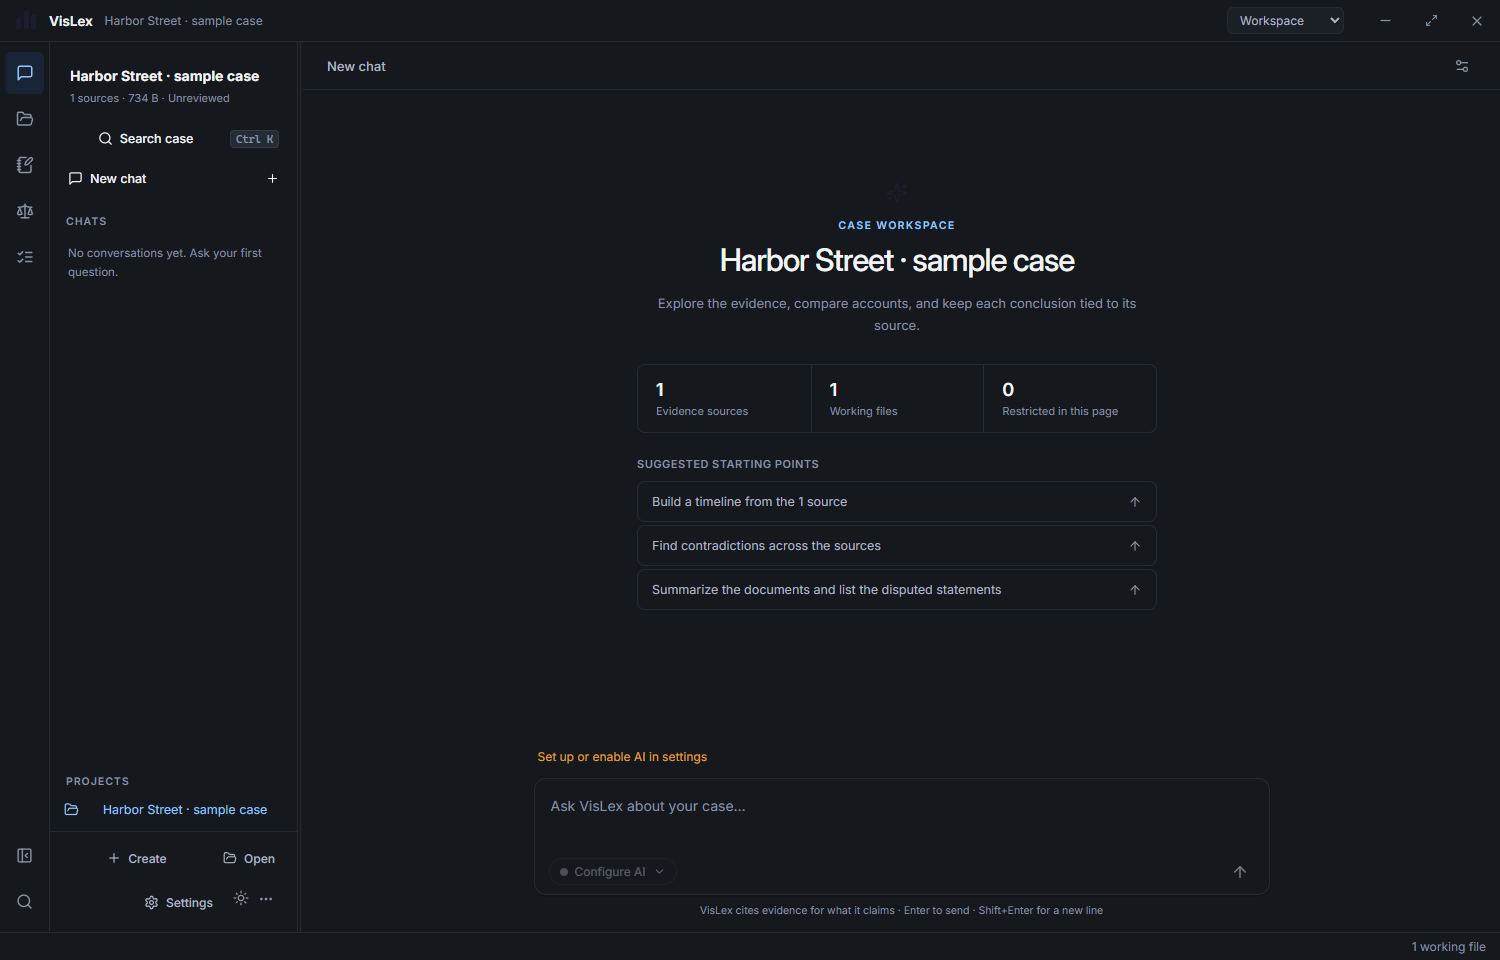 VisLex Harbor Street · sample case Workspace
Harbor Street · sample case
1 sources · 734 B · Unreviewed
Search case Ctrl K
New chat
CHATS
No conversations yet. Ask your first
question.
PROJECTS
Harbor Street · sample case
Create Open
Settings
New chat
CASE WORKSPACE
Harbor Street · sample case
Explore the evidence, compare accounts, and keep each conclusion tied to its
source.
1 1 0
Evidence sources Working files Restricted in this page
SUGGESTED STARTING POINTS
Build a timeline from the 1 source
Find contradictions across the sources
Summarize the documents and list the disputed statements
Set up or enable AI in settings
Ask VisLex about your case...
Configure AI
VisLex cites evidence for what it claims · Enter to send · Shift+Enter for a new line
1 working file